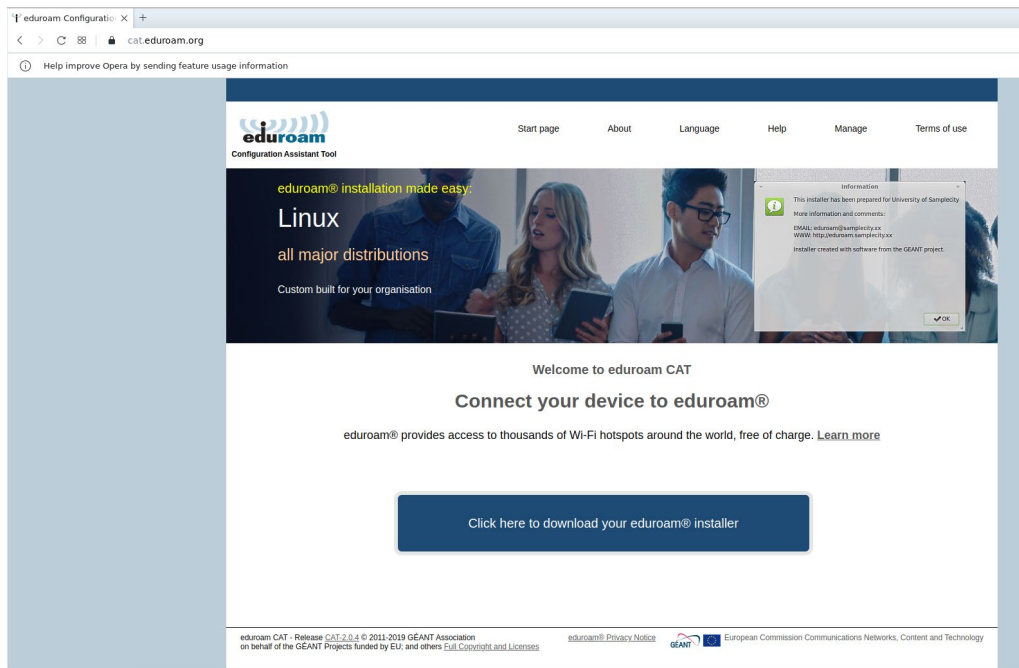 eduroam Configuratio
cat.eduroam.org
Help improve Opera by sending feature usage information
eduroam
Configuration Assistant Tool
Start page About Language Help Manage Terms of use
eduroam® installation made easy:
Linux
all major distributions
Custom built for your organisation
Information
This installer has been prepared for University of Samplecity
More information and comments:
EMAIL: eduroam@samplecity.xx
WWW: http://eduroam.samplecity.xx
Installer created with software from the GEANT project.
OK
Welcome to eduroam CAT
Connect your device to eduroam®
eduroam® provides access to thousands of Wi-Fi hotspots around the world, free of charge. Learn more
Click here to download your eduroam® installer
eduroam CAT - Release CAT-2.0.4 © 2011-2019 GÉANT Association
on behalf of the GÉANT Projects funded by EU; and others Full Copyright and Licenses
eduroam® Privacy Notice
GÉANT
European Commission Communications Networks, Content and Technology